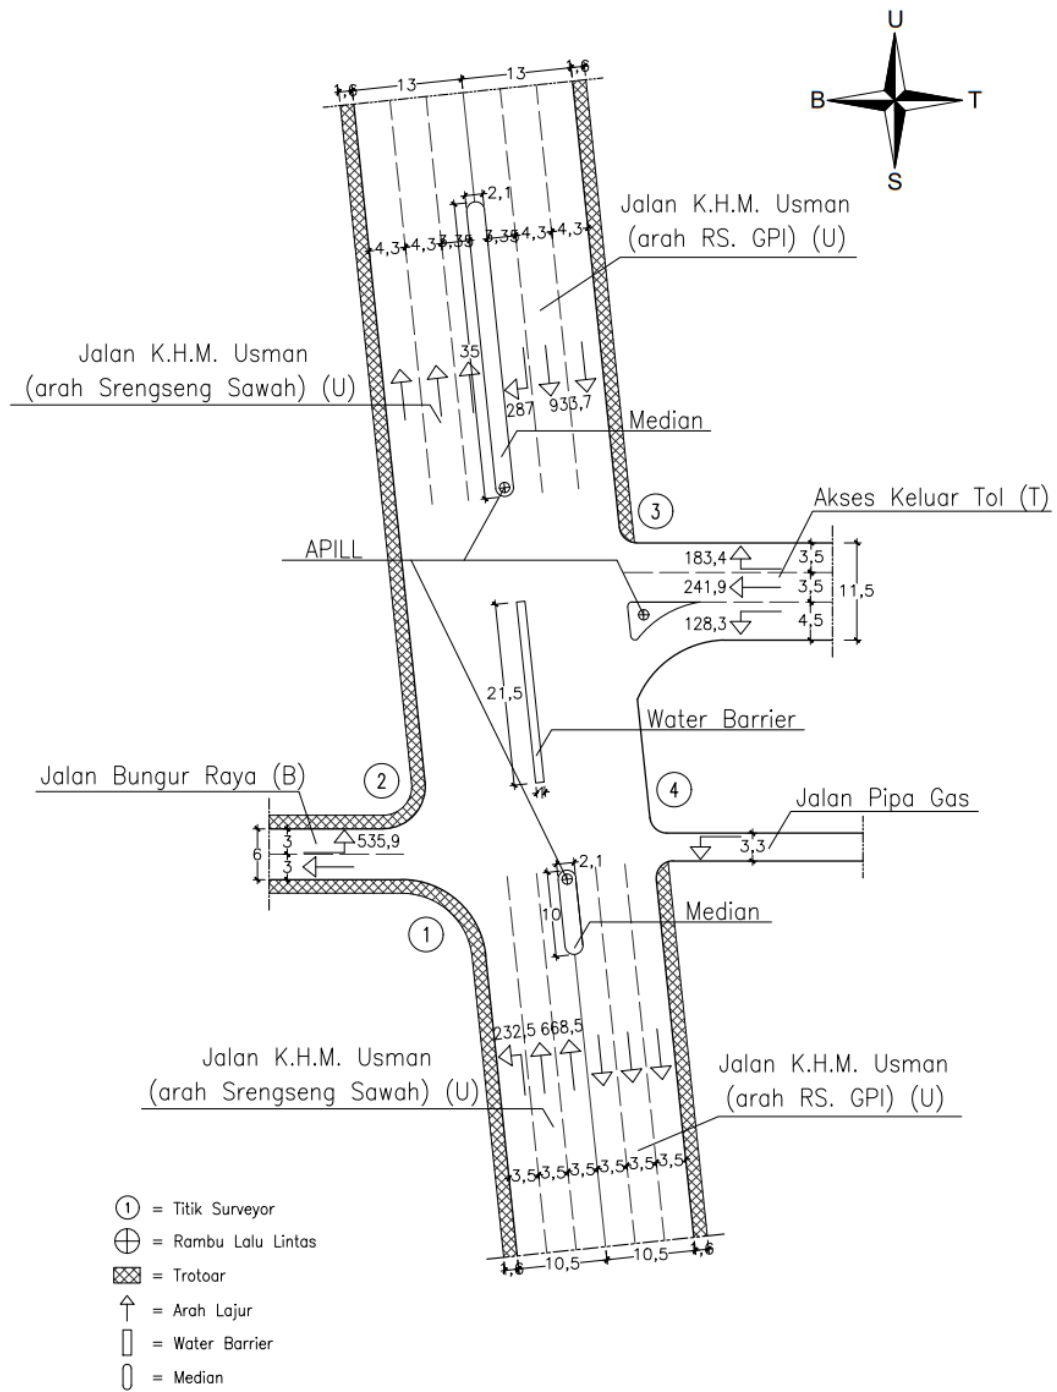 U
B
T
S
1,6
13
13
1,6
2,1
4,3
4,3
3,35
3,35
4,3
4,3
Jalan K.H.M. Usman
(arah RS. GPI) (U)
Jalan K.H.M. Usman
(arah Srengseng Sawah) (U)
35
287
933,7
Median
3
Akses Keluar Tol (T)
APILL
183,4
3,5
241,9
3,5
11,5
128,3
4,5
21,5
Water Barrier
Jalan Bungur Raya (B)
2
4
Jalan Pipa Gas
535,9
3
6
3
3,3
2,1
10
Median
1
232,5
668,5
Jalan K.H.M. Usman
(arah Srengseng Sawah) (U)
Jalan K.H.M. Usman
(arah RS. GPI) (U)
3,5
3,5
3,5
3,5
3,5
3,5
1,6
10,5
10,5
1,6
1 = Titik Surveyor
= Rambu Lalu Lintas
= Trotoar
= Arah Lajur
= Water Barrier
= Median